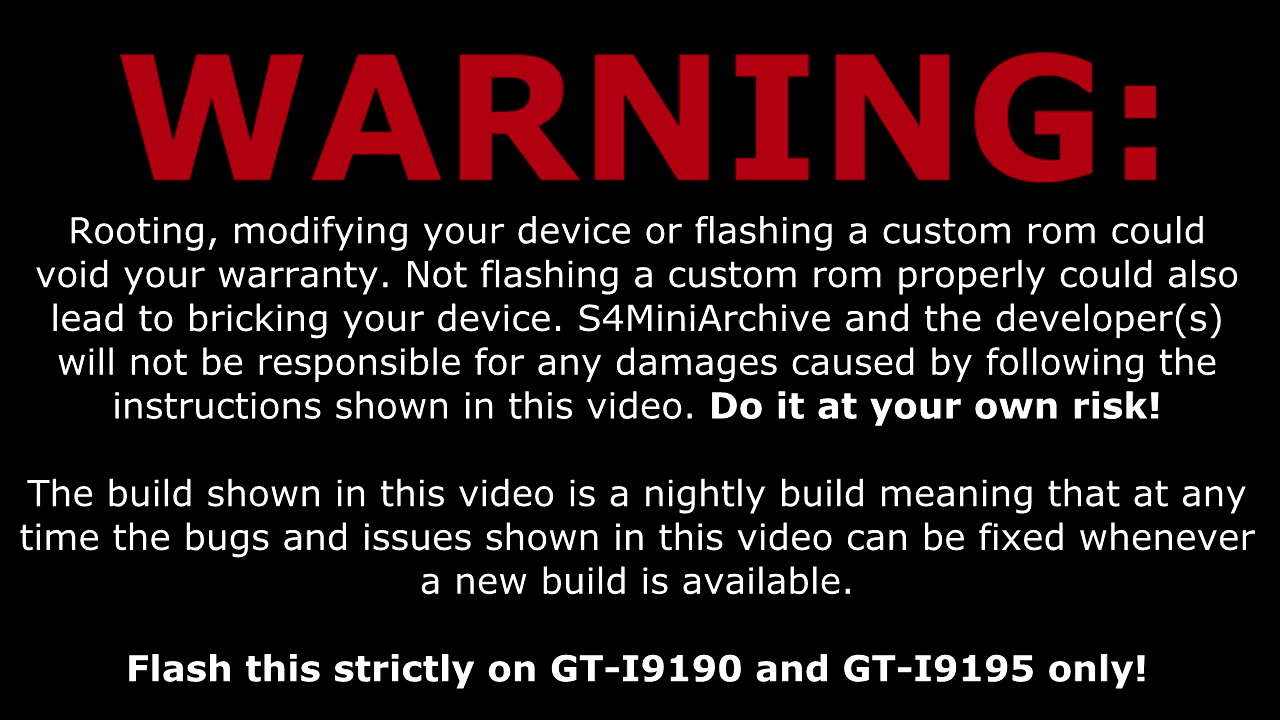 WARNING:
Rooting, modifying your device or flashing a custom rom could
void your warranty. Not flashing a custom rom properly could also
lead to bricking your device. S4MiniArchive and the developer(s)
will not be responsible for any damages caused by following the
instructions shown in this video. Do it at your own risk!
The build shown in this video is a nightly build meaning that at any
time the bugs and issues shown in this video can be fixed whenever
a new build is available.
Flash this strictly on GT-I9190 and GT-I9195 only!